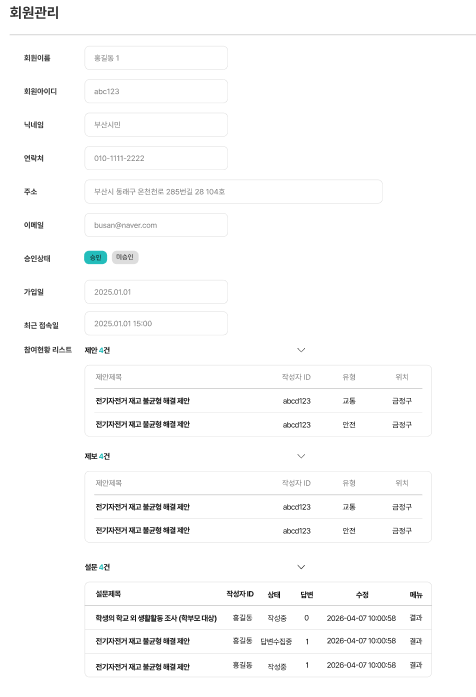 회원관리
회원이름 홍길동 1
회원아이디 abc123
닉네임 부산시민
연락처 010-1111-2222
주소 부산시 동래구 온천천로 265번길 28 104호
이메일 busan@naver.com
승인상태 승인 미승인
가입일 2025.01.01
최근 접속일 2025.01.01 15:00
참여현황 리스트 제안 4건
제안제목 작성자 ID 유형 위치
전기자전거 재고 불균형 해결 제안 abcd123 교통 금정구
전기자전거 재고 불균형 해결 제안 abcd123 안전 금정구
제보 4건
제안제목 작성자 ID 유형 위치
전기자전거 재고 불균형 해결 제안 abcd123 교통 금정구
전기자전거 재고 불균형 해결 제안 abcd123 안전 금정구
설문 4건
설문제목 작성자 ID 상태 답변 수정 메뉴
학생의 학교 외 생활활동 조사 (학부모 대상) 홍길동 작성중 0 2026-04-07 10:00:58 결과
전기자전거 재고 불균형 해결 제안 홍길동 답변수집중 1 2026-04-07 10:00:58 결과
전기자전거 재고 불균형 해결 제안 홍길동 작성중 1 2026-04-07 10:00:58 결과